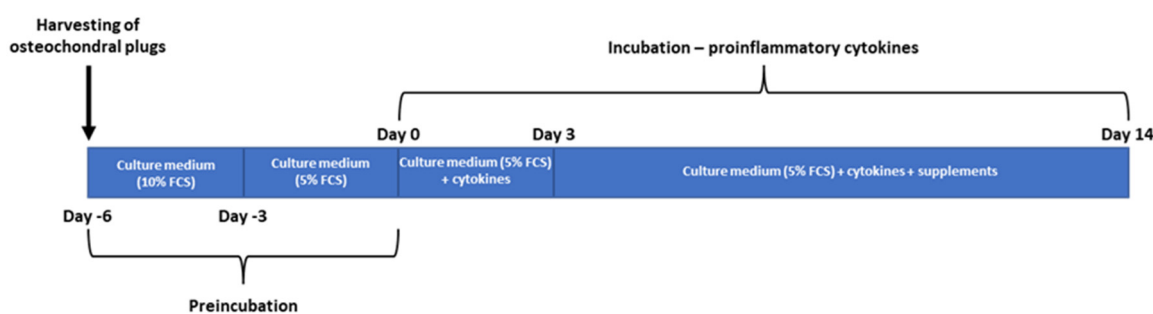 Harvesting of
osteochondral plugs
Incubation – proinflammatory cytokines
Day 0
Day 3
Day 14
Culture medium
(10% FCS)
Culture medium
(5% FCS)
Culture medium (5% FCS)
+ cytokines
Culture medium (5% FCS) + cytokines + supplements
Day -6
Day -3
Preincubation